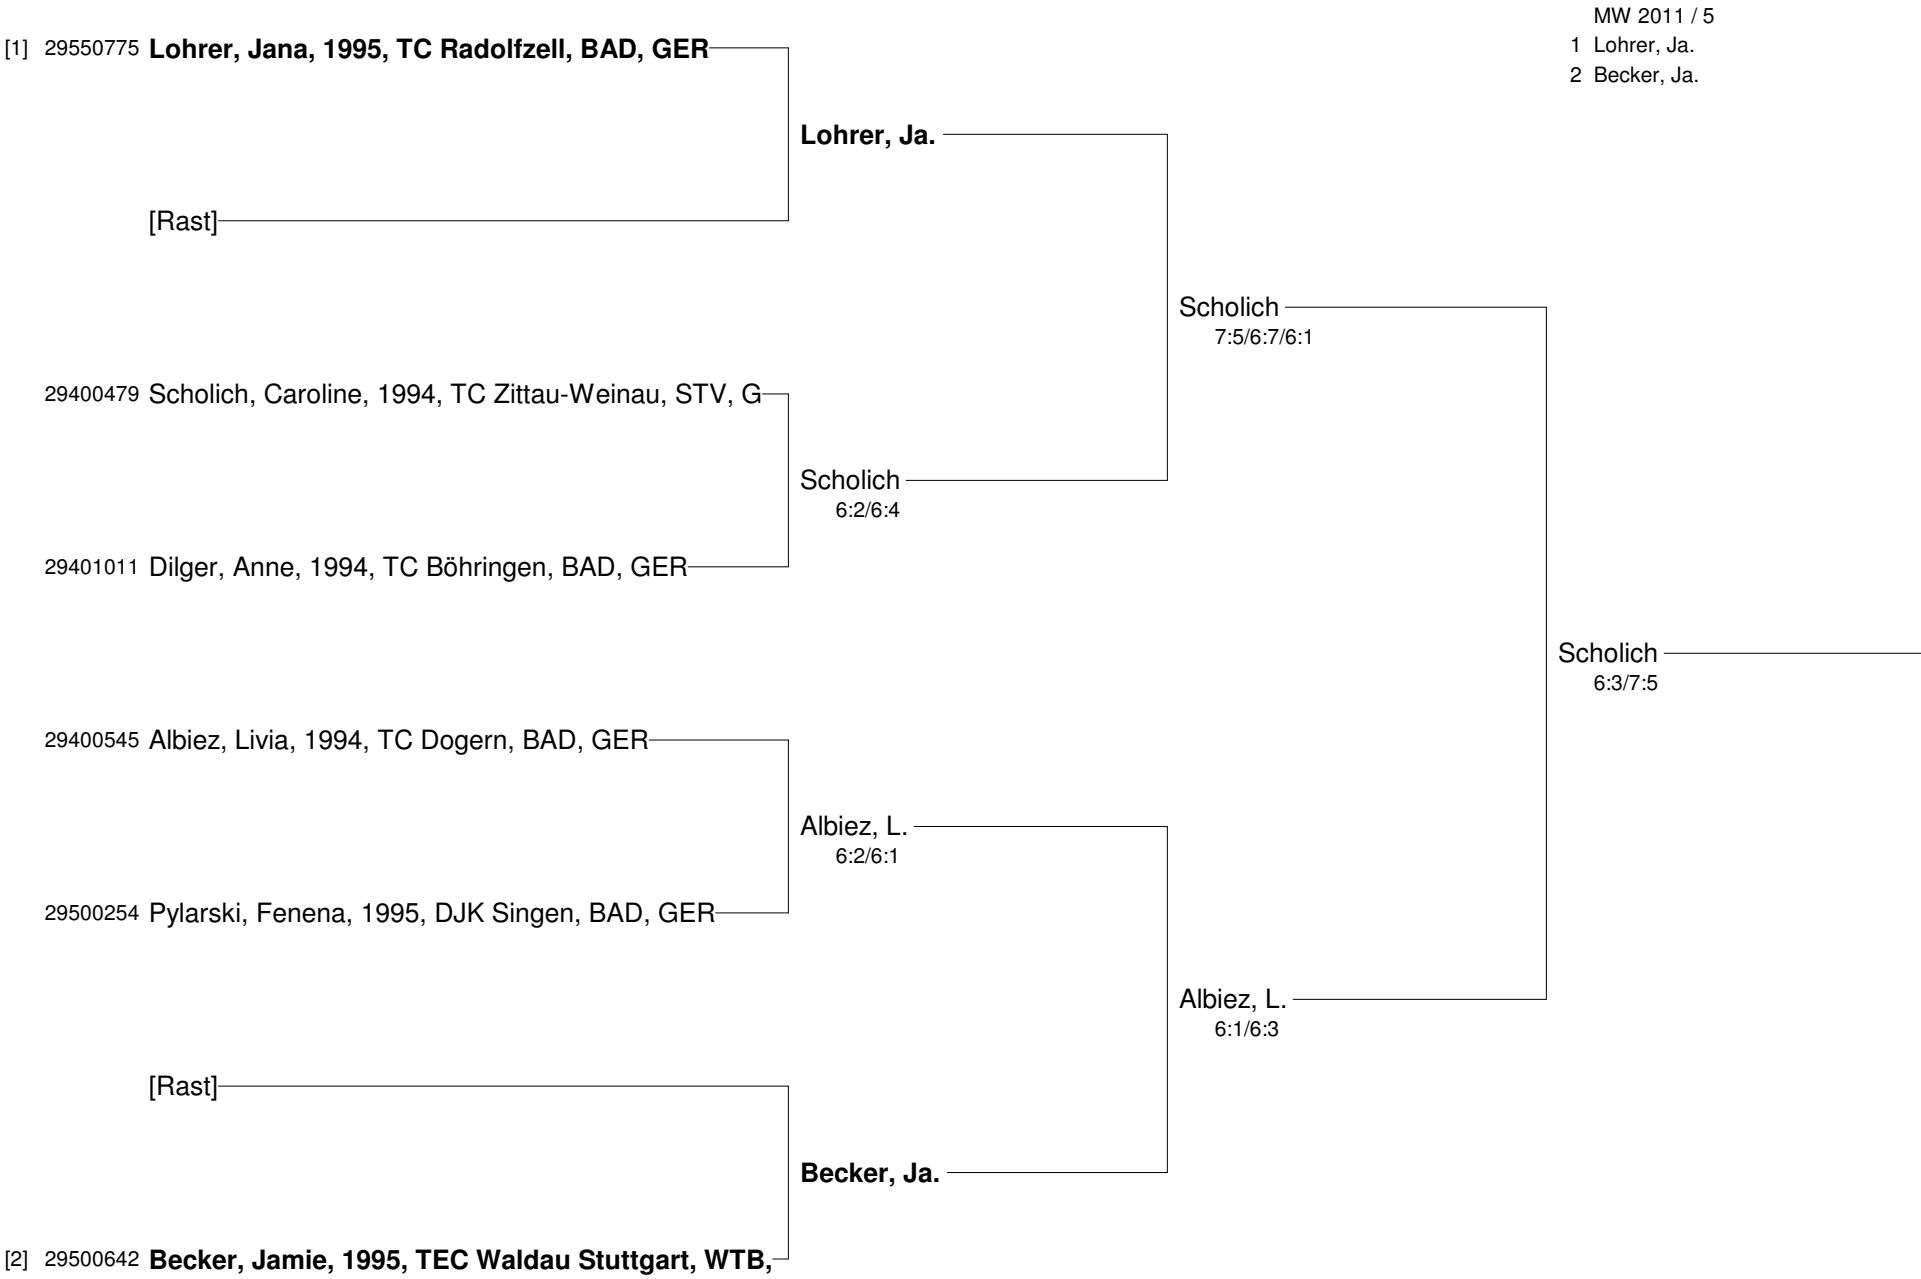 MW 2011 / 5
1 Lohrer, Ja.
2 Becker, Ja.
[1] 29550775 Lohrer, Jana, 1995, TC Radolfzell, BAD, GER
Lohrer, Ja.
[Rast]
Scholich
7:5/6:7/6:1
29400479 Scholich, Caroline, 1994, TC Zittau-Weinau, STV, G
Scholich
6:2/6:4
29401011 Dilger, Anne, 1994, TC Böhringen, BAD, GER
Scholich
6:3/7:5
29400545 Albiez, Livia, 1994, TC Dogern, BAD, GER
Albiez, L.
6:2/6:1
29500254 Pylarski, Fenena, 1995, DJK Singen, BAD, GER
Albiez, L.
6:1/6:3
[Rast]
Becker, Ja.
[2] 29500642 Becker, Jamie, 1995, TEC Waldau Stuttgart, WTB,